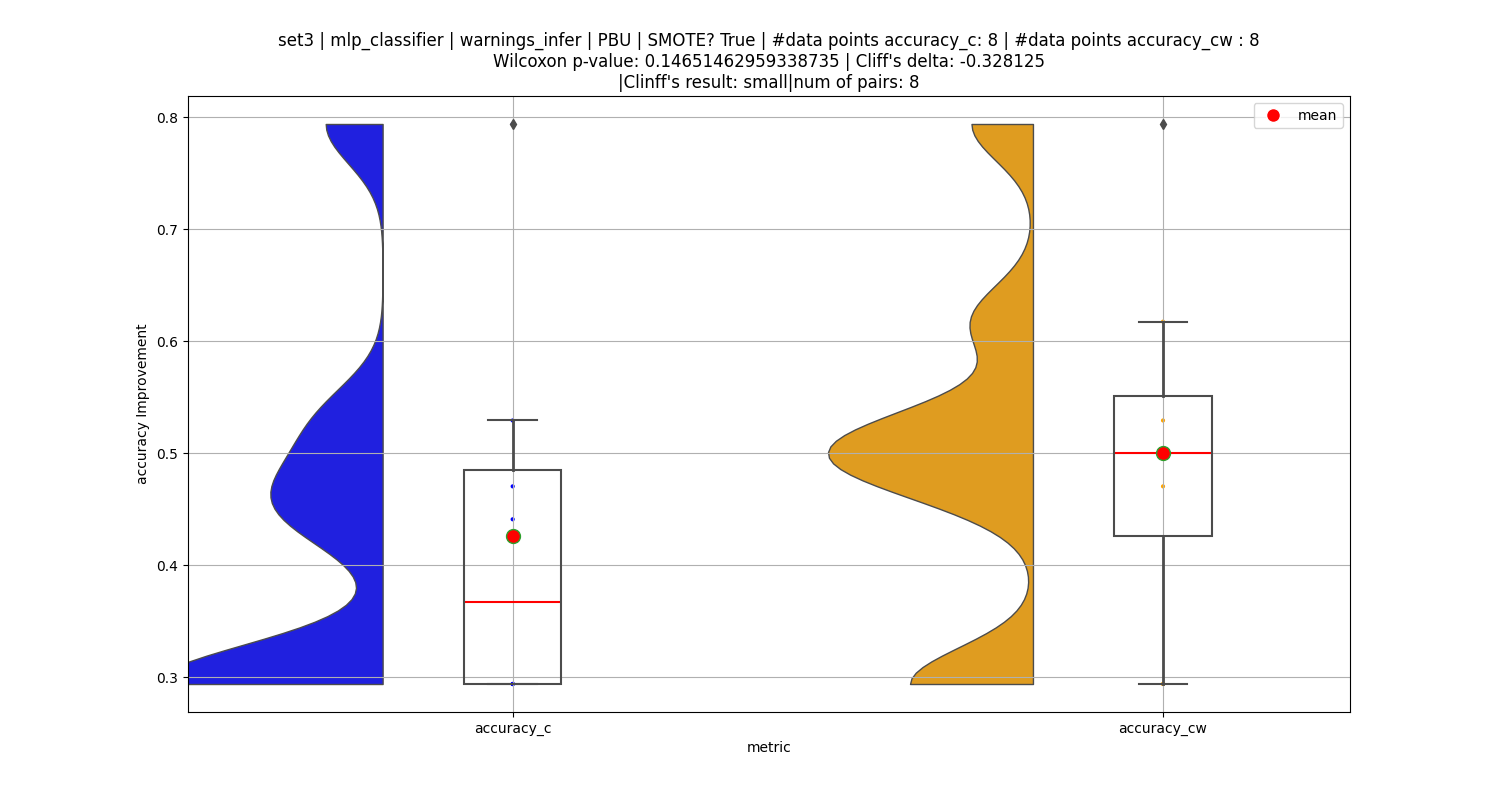 set3 | mlp_classifier | warnings_infer | PBU | SMOTE? True | #data points accuracy_c: 8 | #data points accuracy_cw : 8
Wilcoxon p-value: 0.14651462959338735 | Cliff's delta: -0.328125
|Clinff's result: small|num of pairs: 8
mean
0.8
0.7
0.6
0.5
0.4
0.3
accuracy Improvement
accuracy_c
accuracy_cw
metric